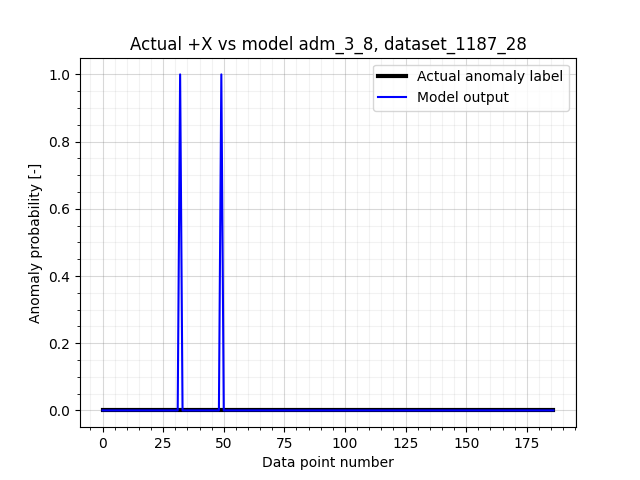 Actual +X vs model adm_3_8, dataset_1187_28
Actual anomaly label
Model output
Anomaly probability [-]
1.0
0.8
0.6
0.4
0.2
0.0
0 25 50 75 100 125 150 175
Data point number